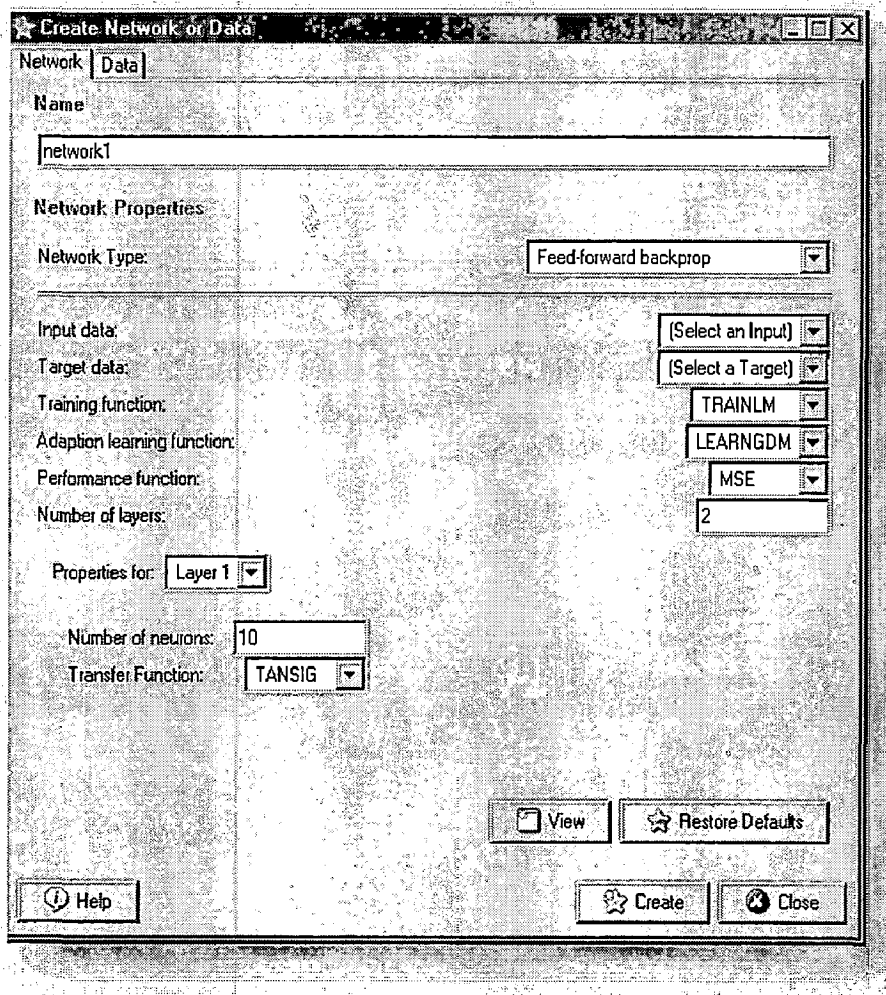 Create Network or Data
Network Data
Name
network1
Network Properties
Network Type: Feed-forward backprop
Input data: (Select an Input)
Target data: (Select a Target)
Training function: TRAINLM
Adaption learning function: LEARNGDM
Performance function: MSE
Number of layers: 2
Properties for: Layer 1
Number of neurons: 10
Transfer Function: TANSIG
View Restore Defaults
Help Create Close